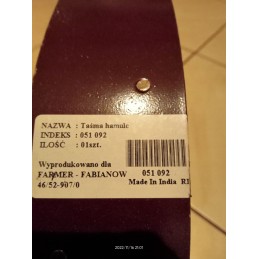 NAZWA : Taśma hamulc
INDEKS : 051 092
ILOŚĆ : 01szt.
Wyprodukowano dla
FARMER - FABIANOW
46/52-907/0
051 092
Made In India R1